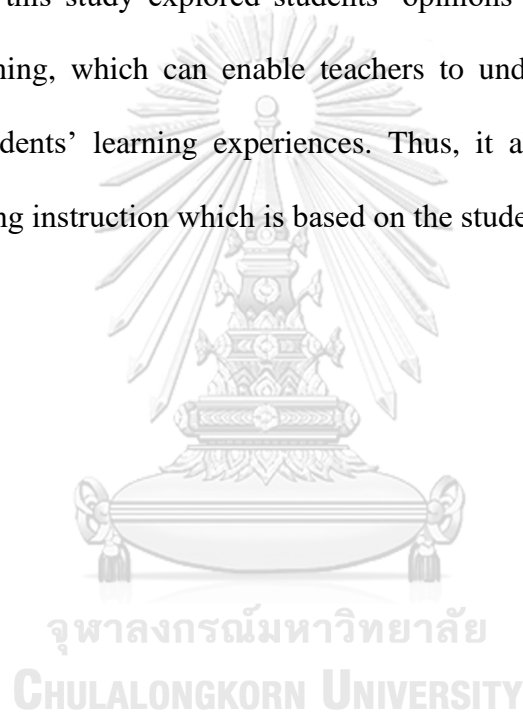 this study explored students' opinions
ning, which can enable teachers to und
dents' learning experiences. Thus, it a
ng instruction which is based on the stude
จุฬาลงกรณ์มหาวิทยาลัย
CHULALONGKORN UNIVERSITY